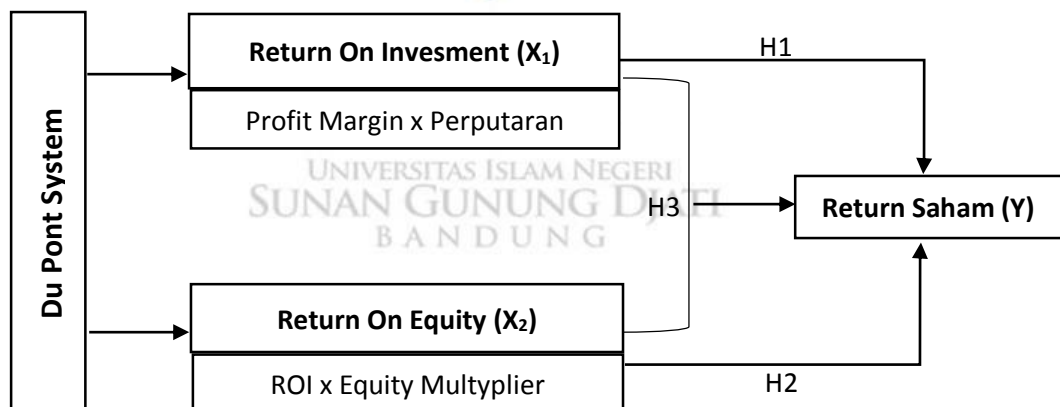 Du Pont System
Return On Invesment (X₁)
Profit Margin x Perputaran
H1
UNIVERSITAS ISLAM NEGERI
SUNAN GUNUNG DJATI
BANDUNG
H3
Return Saham (Y)
Return On Equity (X₂)
ROI x Equity Multyplier
H2